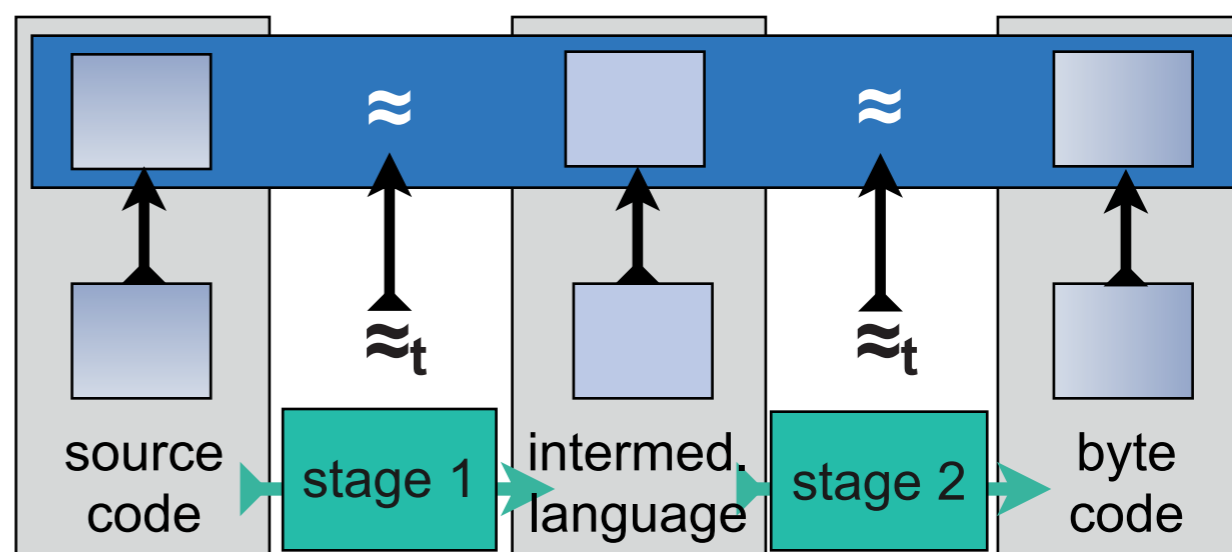 ≈ ≈
≈t ≈t
source
code
stage 1
intermed.
language
stage 2
byte
code